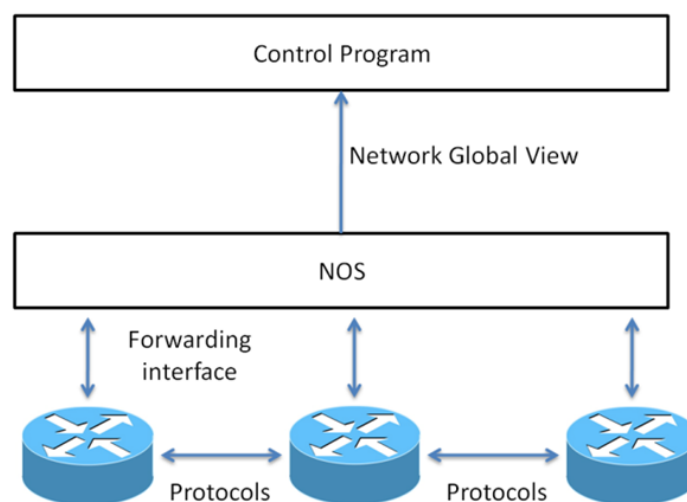 Control Program
Network Global View
NOS
Forwarding
interface
Protocols
Protocols